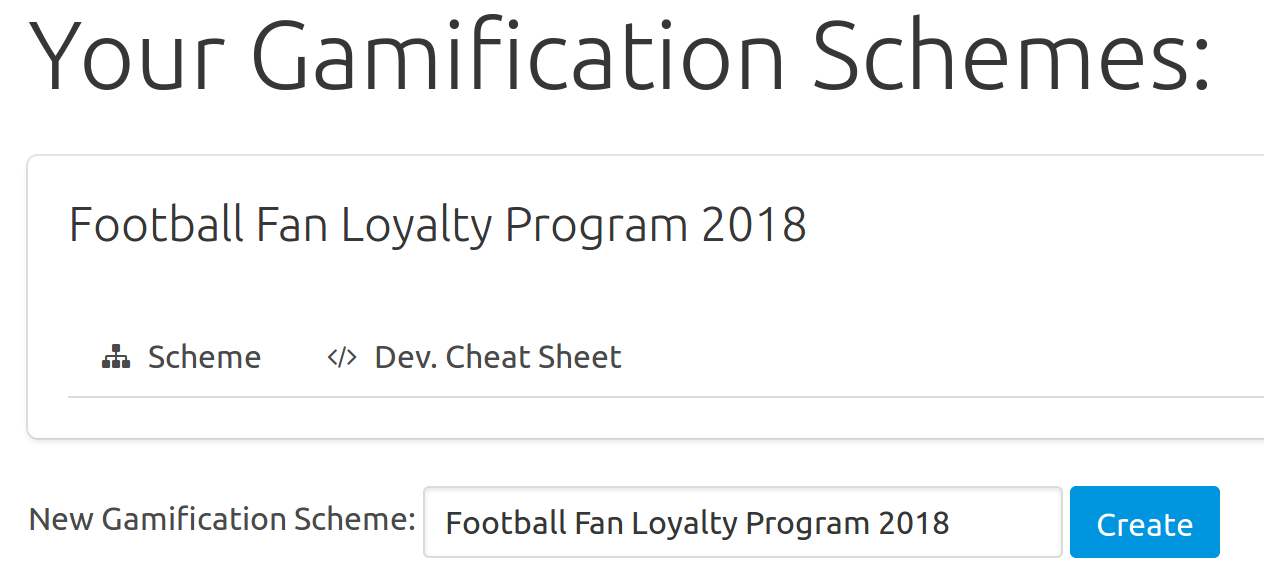 Your Gamification Schemes:
Football Fan Loyalty Program 2018
Scheme </> Dev. Cheat Sheet
New Gamification Scheme: Football Fan Loyalty Program 2018 Create